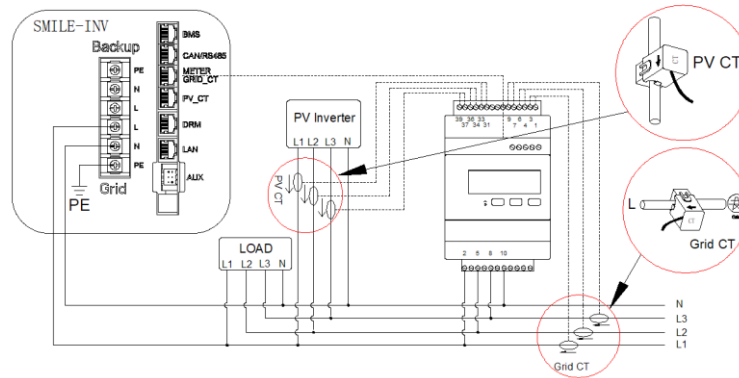 SMILE-INV
Backup
PE
N
L
L
N
PE
Grid
PE
BMS
CAN/RS485
METER
GRID_CT
PV_CT
DRM
LAN
AUX
PV Inverter
L1 L2 L3 N
PV CT
LOAD
L1 L2 L3 N
39 36 33 9 6 3
37 34 31 7 4 1
2 5 8 10
CT
PV CT
L
CT
Grid CT
N
L3
L2
L1
Grid CT